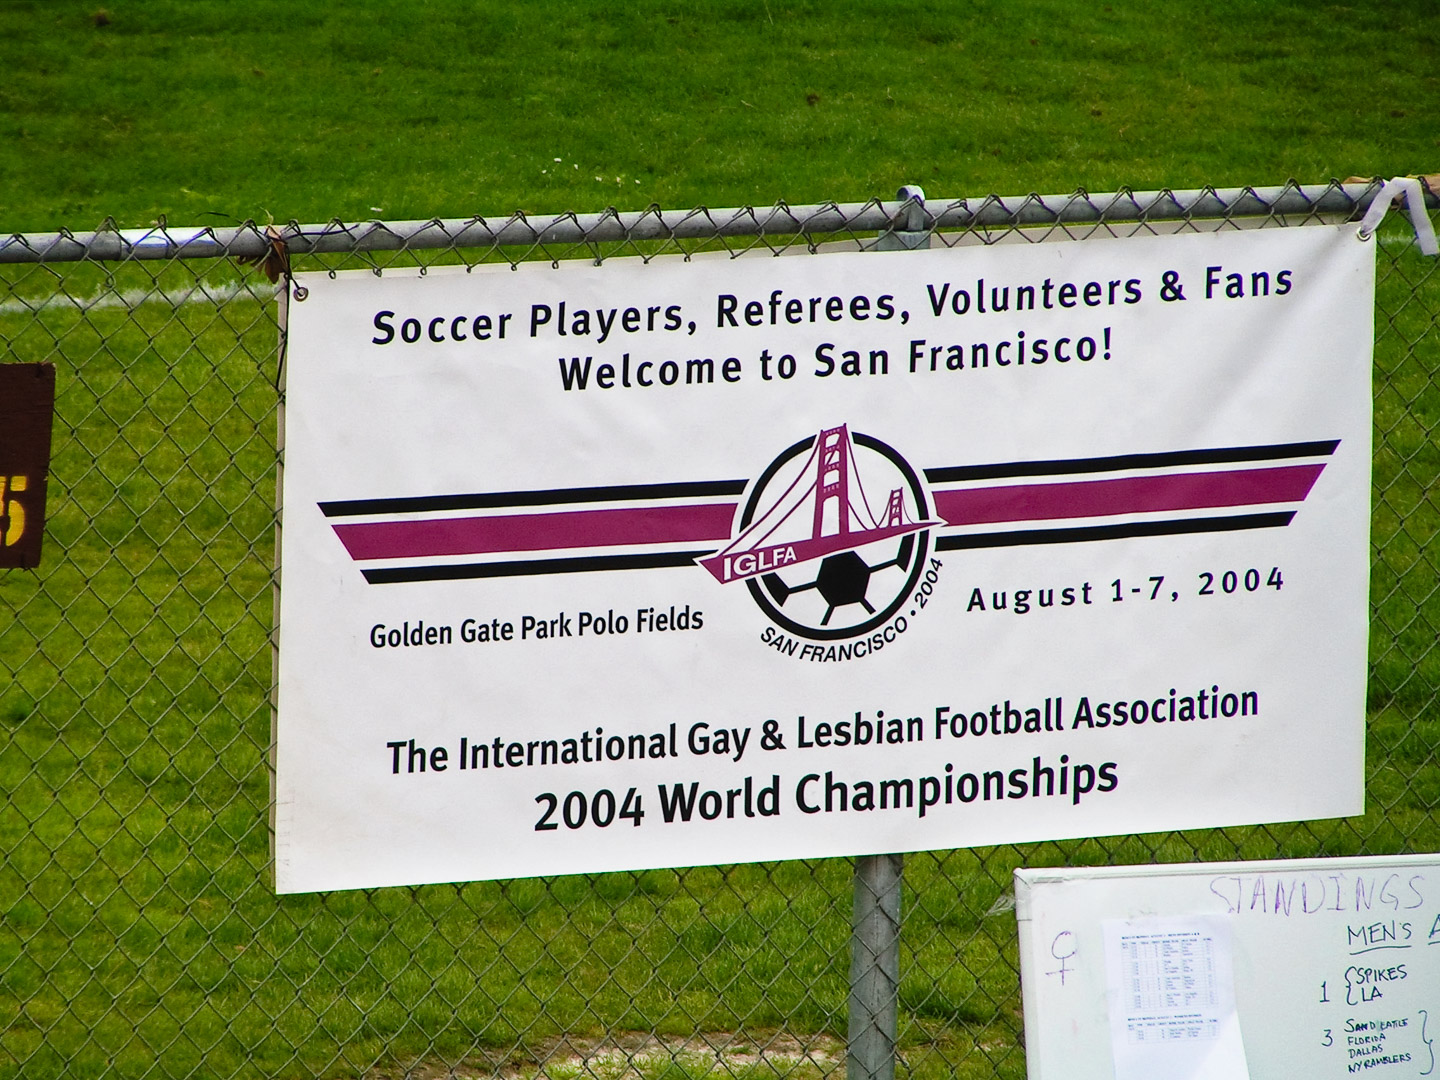 Soccer Players, Referees, Volunteers & Fans
Welcome to San Francisco!
IGLFA
SAN FRANCISCO • 2004
Golden Gate Park Polo Fields
August 1-7, 2004
The International Gay & Lesbian Football Association
2004 World Championships
5
STANDINGS
MEN'S A
1 SPIKES
LA
3
FLORIDA
DALLAS
NY RAMBLERS